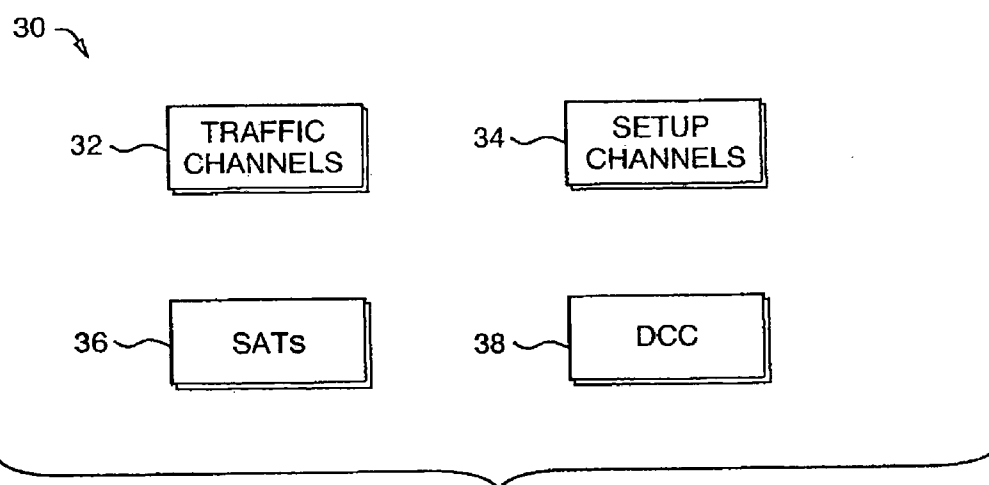 30
32
TRAFFIC
CHANNELS
34
SETUP
CHANNELS
36
SATs
38
DCC